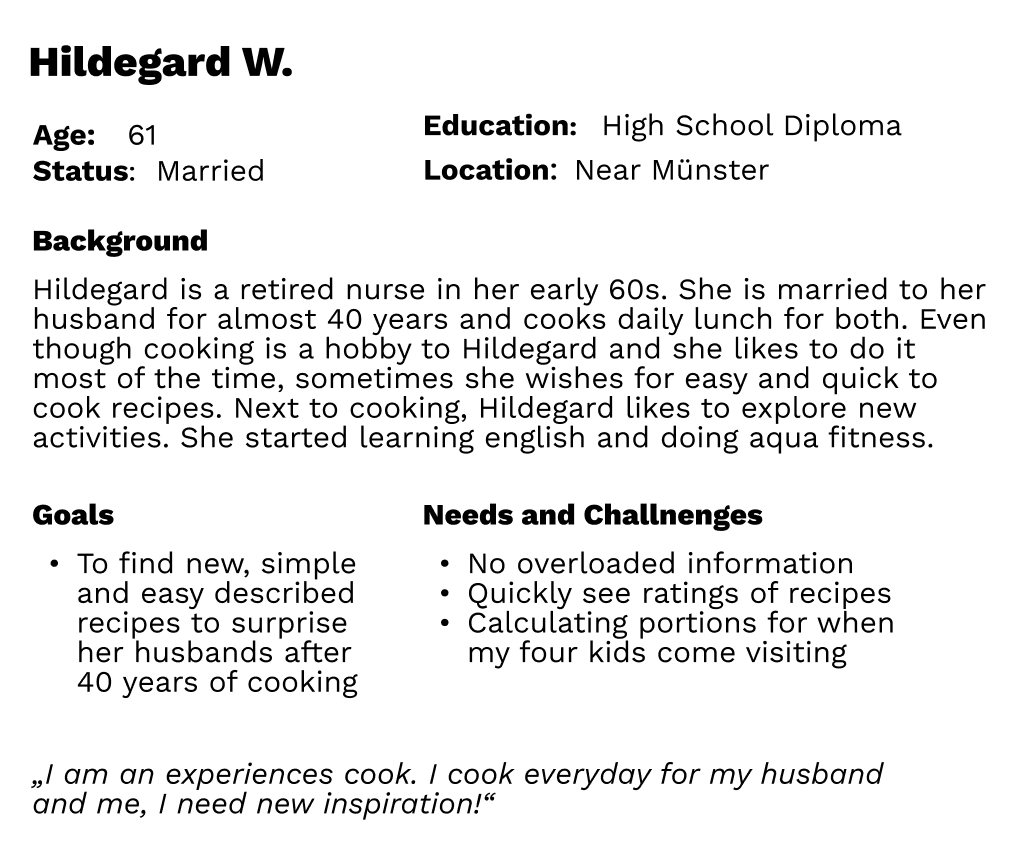 Hildegard W.
Age: 61
Status: Married
Education: High School Diploma
Location: Near Münster
Background
Hildegard is a retired nurse in her early 60s. She is married to her
husband for almost 40 years and cooks daily lunch for both. Even
though cooking is a hobby to Hildegard and she likes to do it
most of the time, sometimes she wishes for easy and quick to
cook recipes. Next to cooking, Hildegard likes to explore new
activities. She started learning english and doing aqua fitness.
Goals
• To find new, simple
and easy described
recipes to surprise
her husbands after
40 years of cooking
Needs and Challnenges
• No overloaded information
• Quickly see ratings of recipes
• Calculating portions for when
my four kids come visiting
„I am an experiences cook. I cook everyday for my husband
and me, I need new inspiration!“